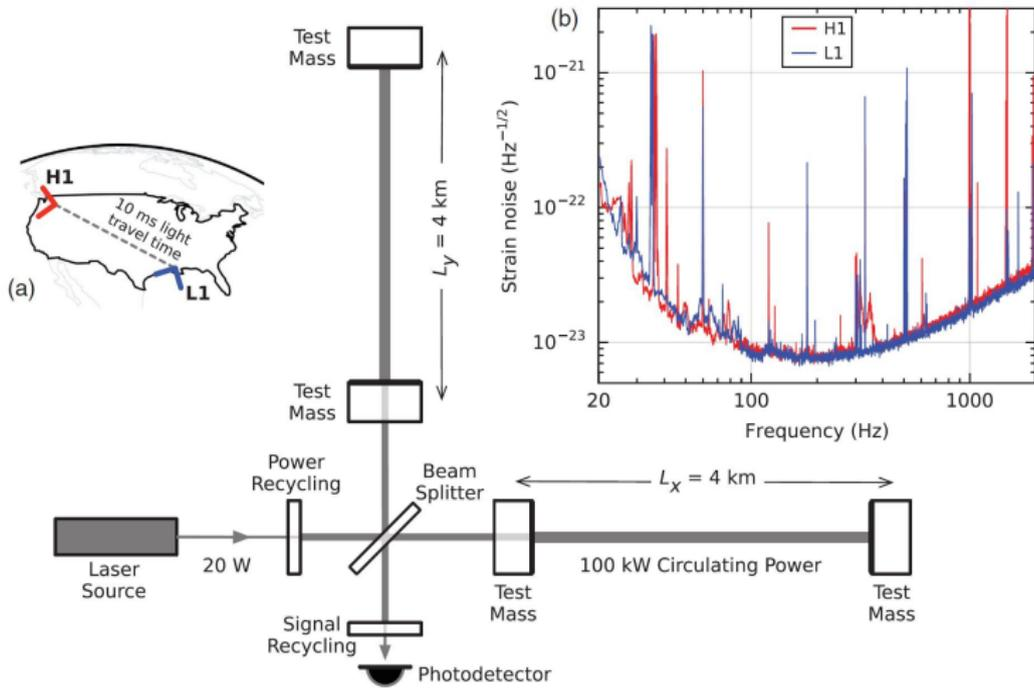 (a)
H1
10 ms light
travel time
L1
Test
Mass
L_y = 4 km
Test
Mass
Power
Recycling
Beam
Splitter
L_x = 4 km
Laser
Source
20 W
100 kW Circulating Power
Test
Mass
Test
Mass
Signal
Recycling
Photodetector
(b)
H1
L1
Strain noise (Hz^{-1/2})
10^{-21}
10^{-22}
10^{-23}
20
100
1000
Frequency (Hz)